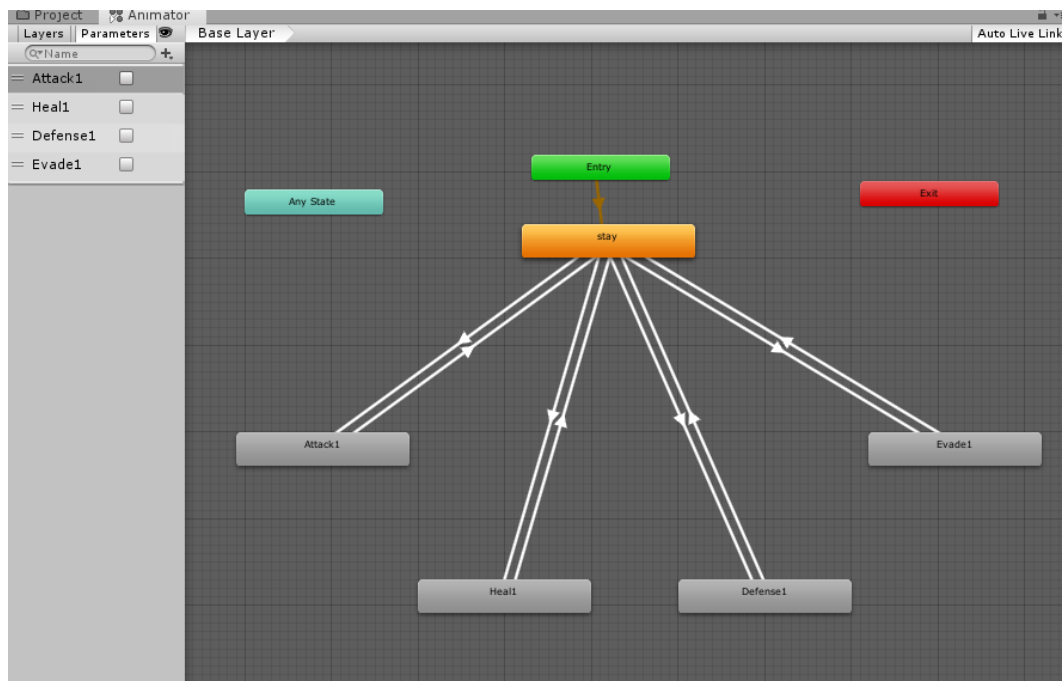 Project Animator
Layers Parameters Base Layer Auto Live Link
Name
Attack1
Heal1
Defense1
Evade1
Entry
Any State
Exit
stay
Attack1
Evade1
Heal1
Defense1